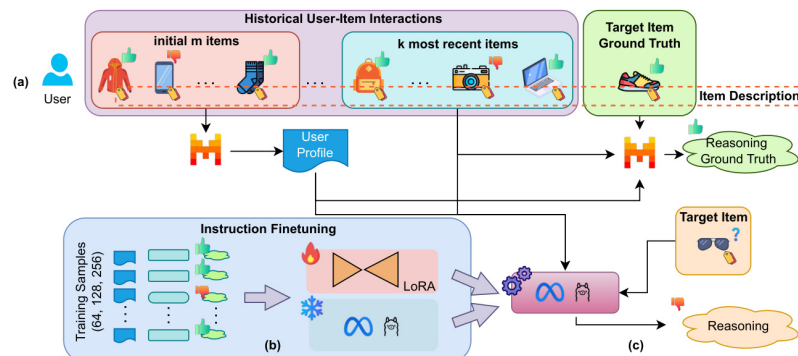 Historical User-Item Interactions
initial m items
k most recent items
Target Item
Ground Truth
(a)
User
... ... ...
Item Description
User
Profile
Reasoning
Ground Truth
Instruction Finetuning
Training Samples
(64, 128, 256)
LoRA
Target Item
?
(b)
(c)
Reasoning